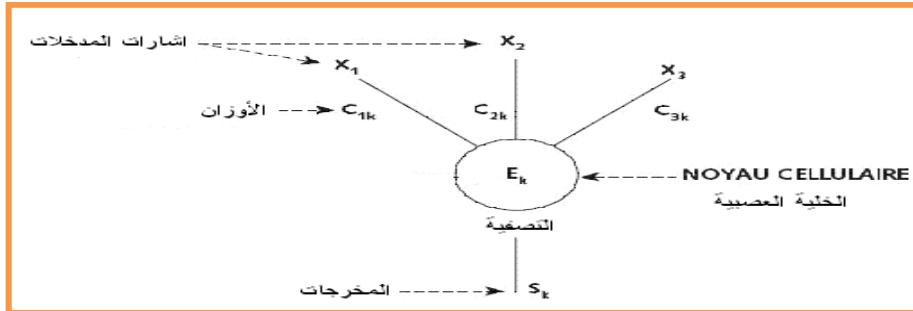 اشارات المدخلات X₂
X₁ X₃
الأوزان C₁ₖ C₂ₖ C₃ₖ
Eₖ NOYAU CELLULAIRE
الخلية العصبية
التصفية
المخرجات Sₖ